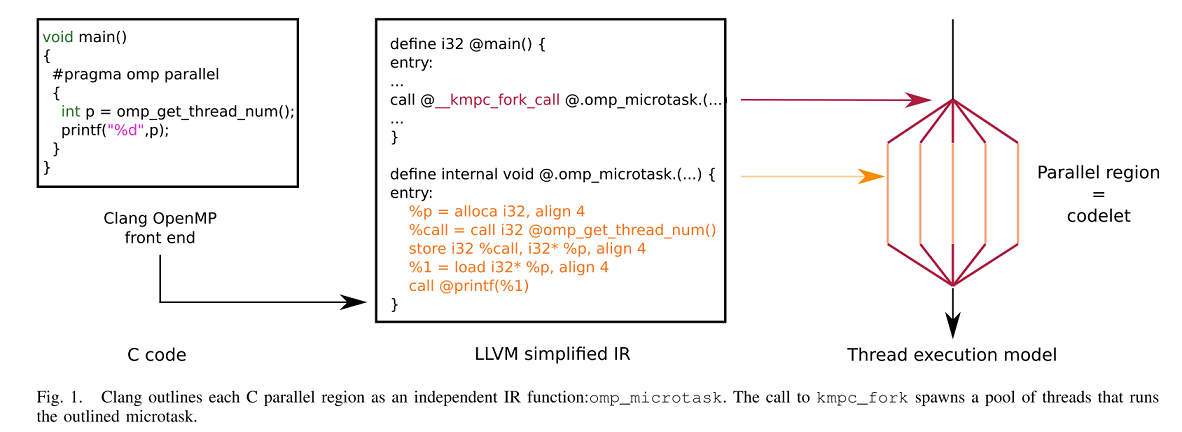 void main()
{
#pragma omp parallel
{
int p = omp_get_thread_num();
printf("%d",p);
}
}
Clang OpenMP
front end
C code
define i32 @main() {
entry:
...
call @__kmpc_fork_call @.omp_microtask.(...)
...
}
define internal void @.omp_microtask.(...) {
entry:
%p = alloca i32, align 4
%call = call i32 @omp_get_thread_num()
store i32 %call, i32* %p, align 4
%1 = load i32* %p, align 4
call @printf(%1)
}
LLVM simplified IR
Parallel region
=
codelet
Thread execution model
Fig. 1. Clang outlines each C parallel region as an independent IR function:omp_microtask. The call to kmpc_fork spawns a pool of threads that runs
the outlined microtask.